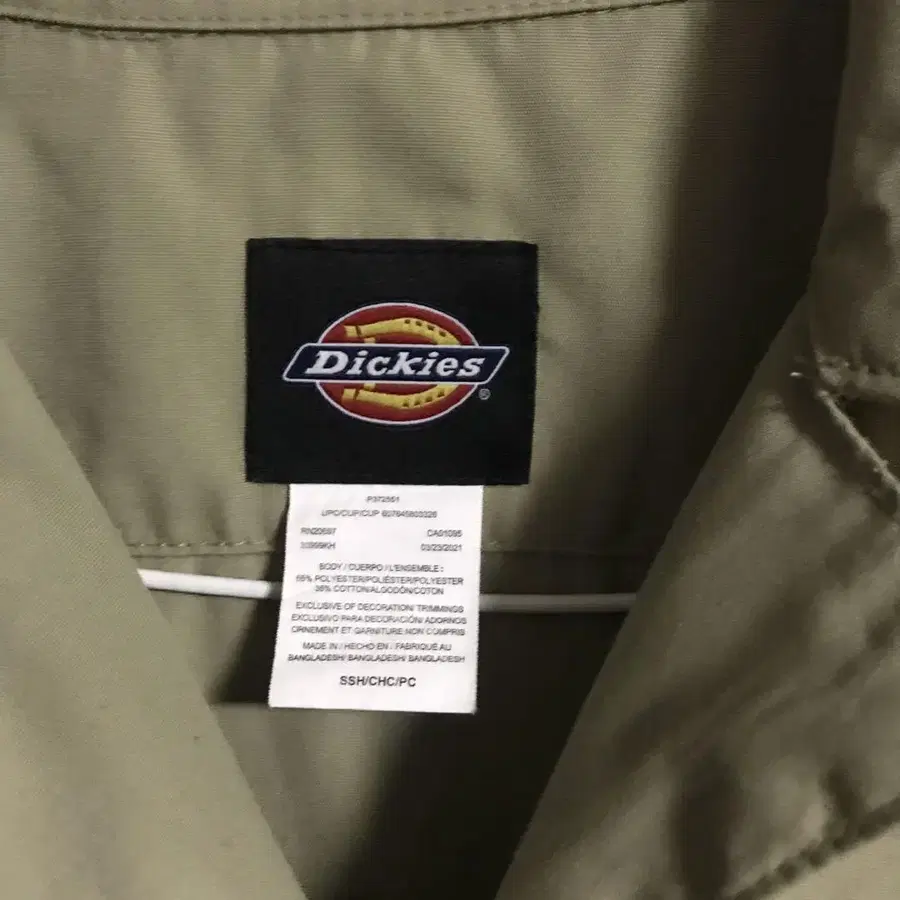 Dickies
®
P372551
UPC/CUP/CUP 607645803326
RN20697 CA01095
33999KH 03/23/2021
BODY / CUERPO / L'ENSEMBLE :
65% POLYESTER/POLIÉSTER/POLYESTER
35% COTTON/ALGODÓN/COTON
EXCLUSIVE OF DECORATION/ TRIMMINGS
EXCLUSIVO PARA DECORACIÓN/ ADORNOS
ORNEMENT ET GARNITURE NON COMPRIS
MADE IN / HECHO EN / FABRIQUÉ AU
BANGLADESH/ BANGLADESH/ BANGLADESH
SSH/CHC/PC